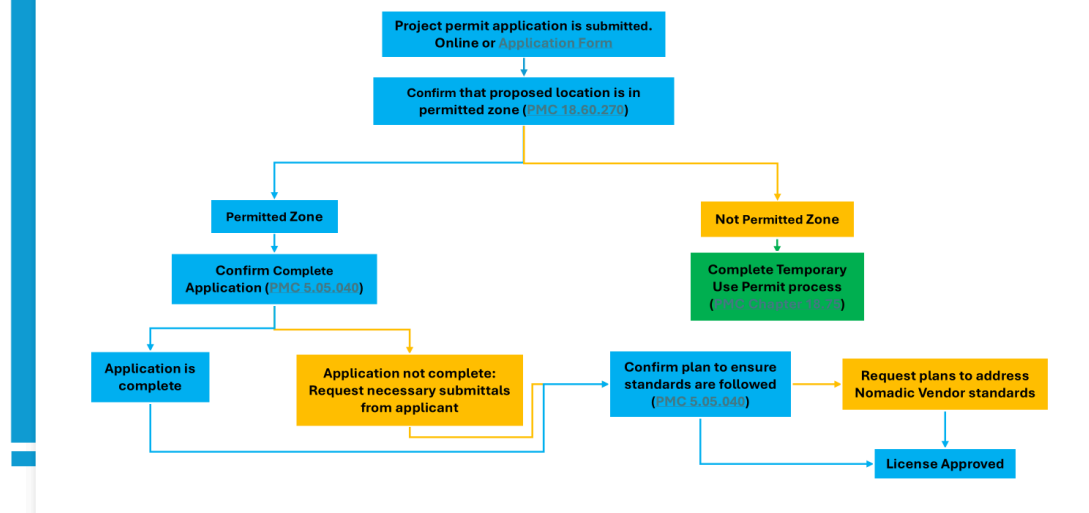 Project permit application is submitted.
Online or Application Form
Confirm that proposed location is in
permitted zone (PMC 18.60.270)
Permitted Zone
Not Permitted Zone
Confirm Complete
Application (PMC 5.05.040)
Complete Temporary
Use Permit process
(PMC Chapter 18.78)
Application is
complete
Application not complete:
Request necessary submittals
from applicant
Confirm plan to ensure
standards are followed
(PMC 5.05.040)
Request plans to address
Nomadic Vendor standards
License Approved